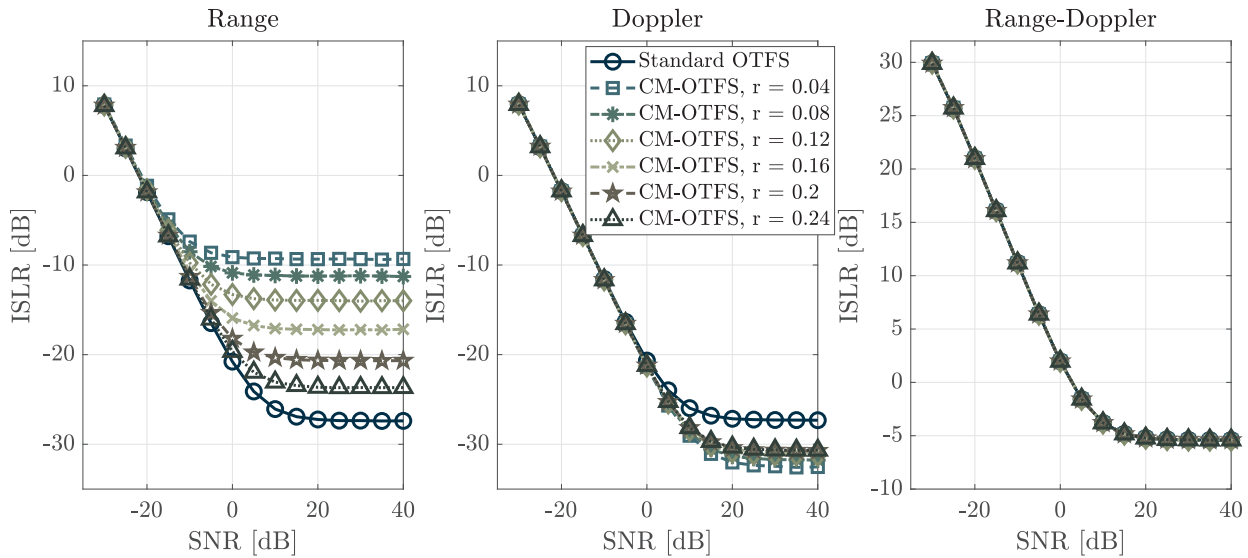 Range
10
0
-10
-20
-30
-20
0
20
40
SNR [dB]
ISLR [dB]
Doppler
10
0
-10
-20
-30
-20
0
20
40
SNR [dB]
ISLR [dB]
Standard OTFS
CM-OTFS, r = 0.04
CM-OTFS, r = 0.08
CM-OTFS, r = 0.12
CM-OTFS, r = 0.16
CM-OTFS, r = 0.2
CM-OTFS, r = 0.24
Range-Doppler
30
25
20
15
10
5
0
-5
-10
-20
0
20
40
SNR [dB]
ISLR [dB]